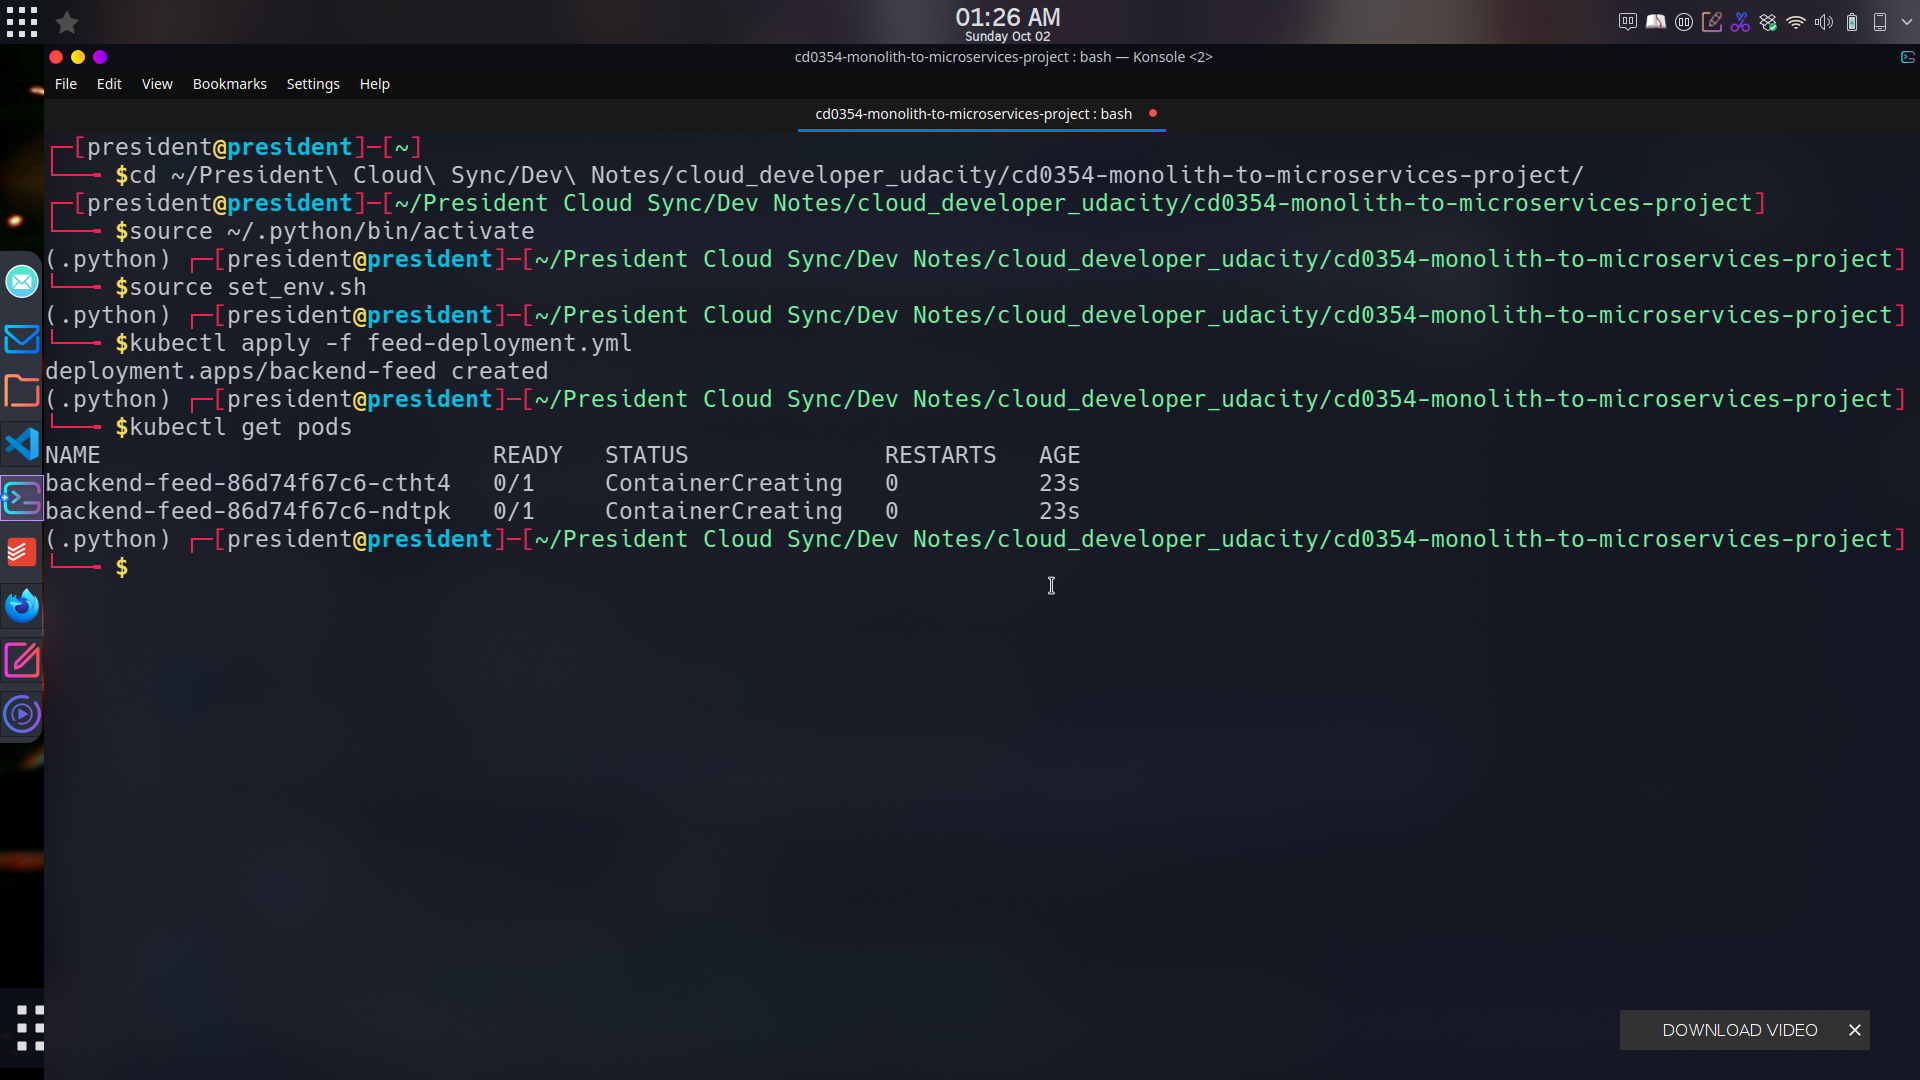 01:26 AM
Sunday Oct 02
cd0354-monolith-to-microservices-project : bash — Konsole <2>
File Edit View Bookmarks Settings Help
cd0354-monolith-to-microservices-project : bash
┌─[president@president]─[~]
└──╼ $cd ~/President\ Cloud\ Sync/Dev\ Notes/cloud_developer_udacity/cd0354-monolith-to-microservices-project/
┌─[president@president]─[~/President Cloud Sync/Dev Notes/cloud_developer_udacity/cd0354-monolith-to-microservices-project]
└──╼ $source ~/.python/bin/activate
(.python) ┌─[president@president]─[~/President Cloud Sync/Dev Notes/cloud_developer_udacity/cd0354-monolith-to-microservices-project]
└──╼ $source set_env.sh
(.python) ┌─[president@president]─[~/President Cloud Sync/Dev Notes/cloud_developer_udacity/cd0354-monolith-to-microservices-project]
└──╼ $kubectl apply -f feed-deployment.yml
deployment.apps/backend-feed created
(.python) ┌─[president@president]─[~/President Cloud Sync/Dev Notes/cloud_developer_udacity/cd0354-monolith-to-microservices-project]
└──╼ $kubectl get pods
NAME READY STATUS RESTARTS AGE
backend-feed-86d74f67c6-ctht4 0/1 ContainerCreating 0 23s
backend-feed-86d74f67c6-ndtpk 0/1 ContainerCreating 0 23s
(.python) ┌─[president@president]─[~/President Cloud Sync/Dev Notes/cloud_developer_udacity/cd0354-monolith-to-microservices-project]
└──╼ $
DOWNLOAD VIDEO